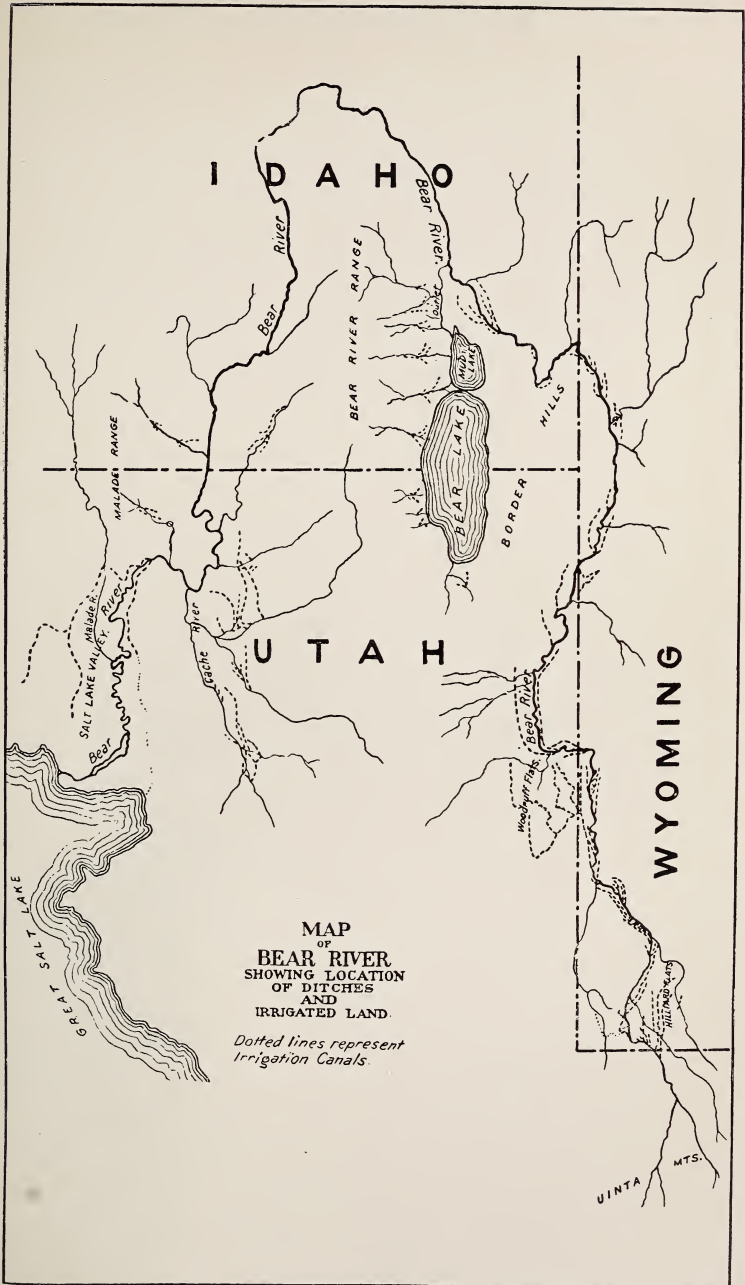 IDAHO
Bear River.
River
Bear
BEAR RIVER RANGE
Outlet
MUD LAKE
BEAR LAKE
HILLS
BORDER
MALADE RANGE
River
Malade R.
SALT LAKE VALLEY.
Bear
River
Cache
UTAH
Bear River
Woodruff Flats.
WYOMING
GREAT SALT LAKE
MAP
OF
BEAR RIVER
SHOWING LOCATION
OF DITCHES
AND
IRRIGATED LAND.
Dotted lines represent
Irrigation Canals.
HILLIARD FLATS
UINTA MTS.